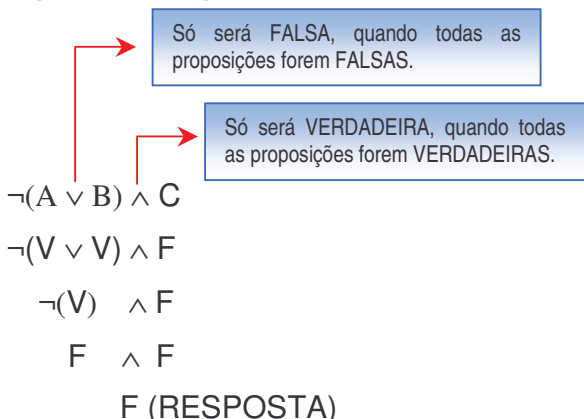 Só será FALSA, quando todas as
proposições forem FALSAS.
Só será VERDADEIRA, quando todas
as proposições forem VERDADEIRAS.
¬(A ∨ B) ∧ C
¬(V ∨ V) ∧ F
¬(V) ∧ F
F ∧ F
F (RESPOSTA)